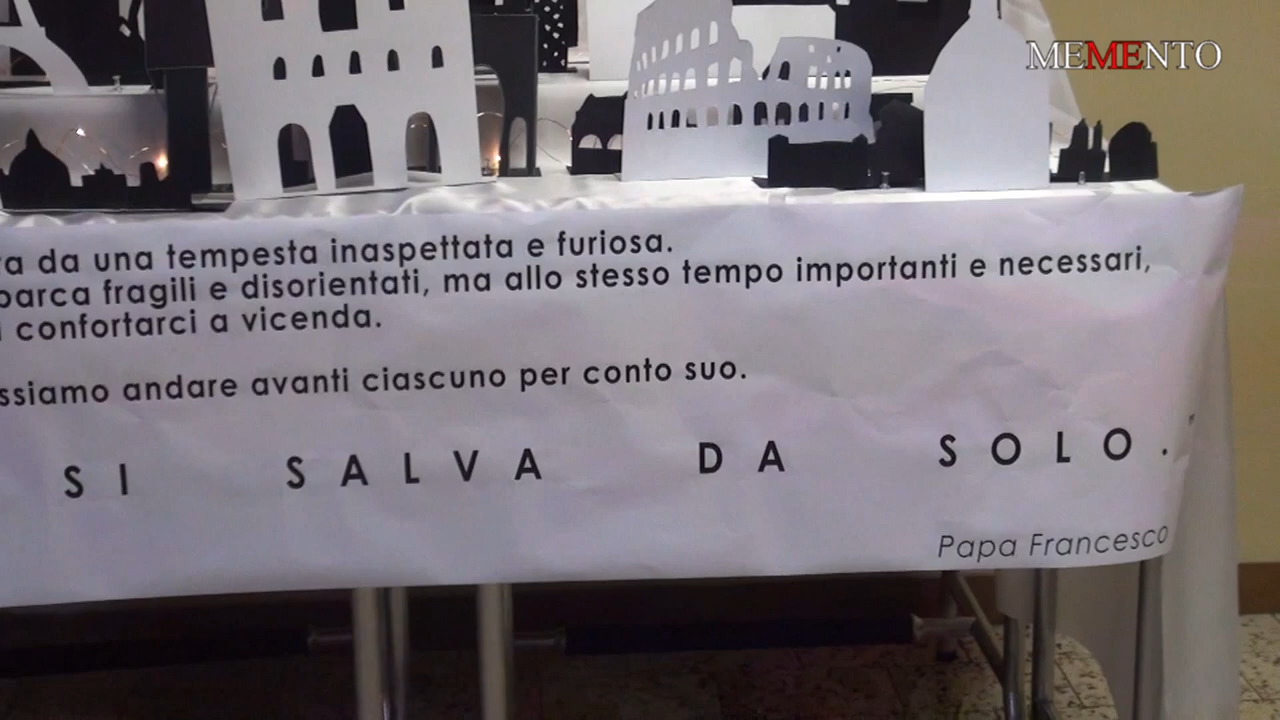 MEMENTO
da una tempesta inaspettata e furiosa.
barca fragili e disorientati, ma allo stesso tempo importanti e necessari,
confortarci a vicenda.
ssiamo andare avanti ciascuno per conto suo.
SI SALVA DA SOLO."
Papa Francesco